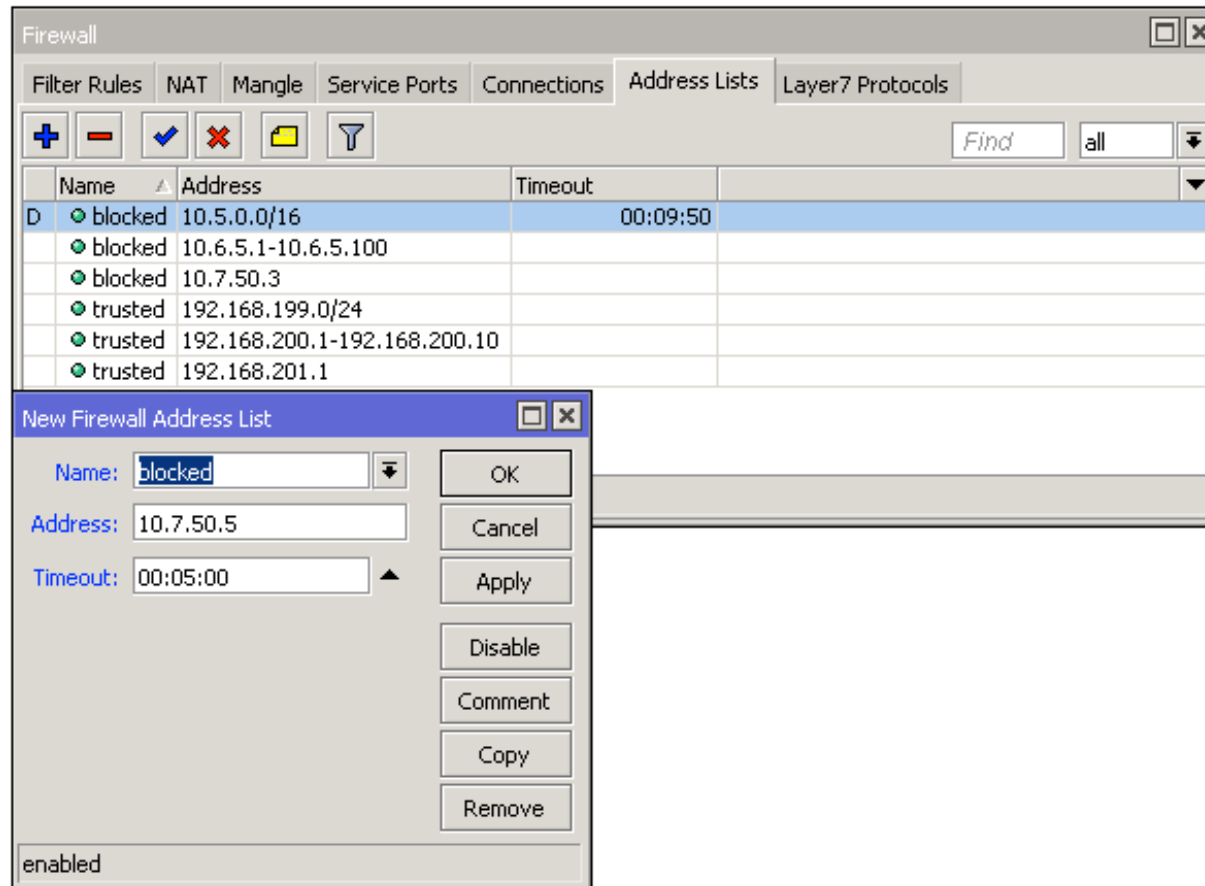 Firewall
Filter Rules NAT Mangle Service Ports Connections Address Lists Layer7 Protocols
Find all
Name Address Timeout
D blocked 10.5.0.0/16 00:09:50
blocked 10.6.5.1-10.6.5.100
blocked 10.7.50.3
trusted 192.168.199.0/24
trusted 192.168.200.1-192.168.200.10
trusted 192.168.201.1
New Firewall Address List
Name: blocked OK
Address: 10.7.50.5 Cancel
Timeout: 00:05:00 Apply
Disable
Comment
Copy
Remove
enabled